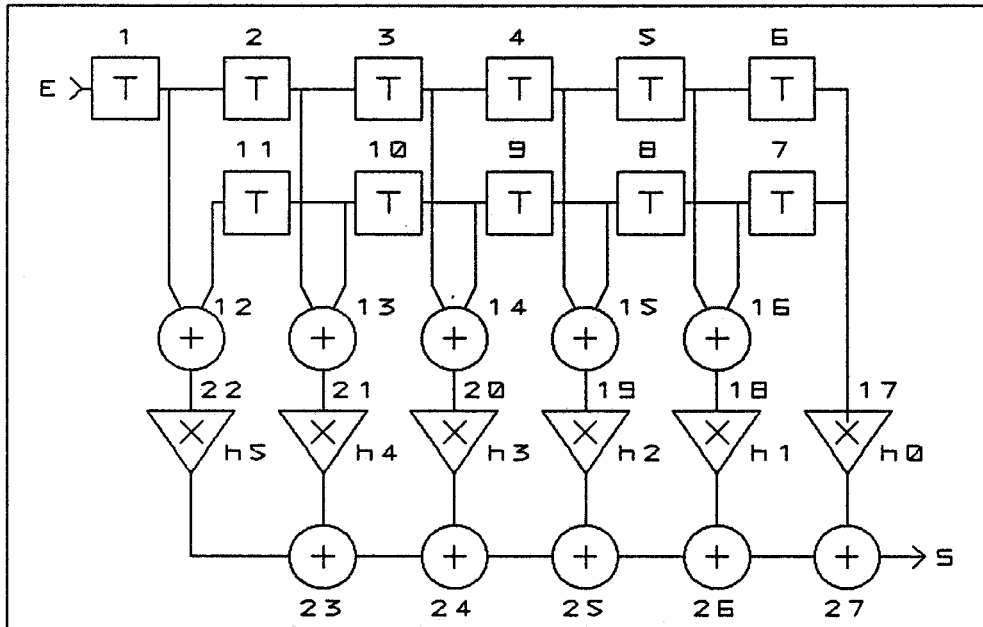 1 2 3 4 5 6
E T T T T T T
11 10 9 8 7
T T T T T
12 13 14 15 16
+ + + + +
22 21 20 19 18 17
× × × × × ×
h5 h4 h3 h2 h1 h0
+ + + + + S
23 24 25 26 27